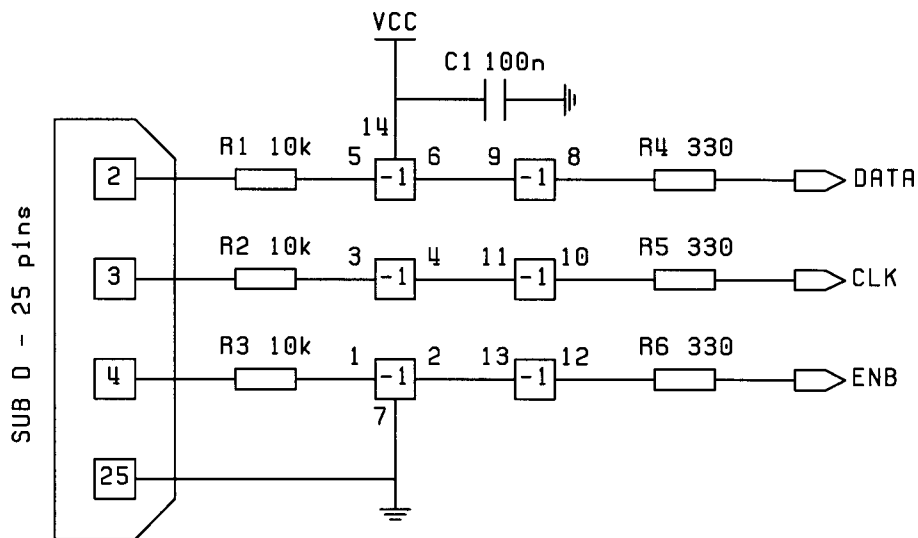 VCC
C1 100n
14
R1 10k
5
6
9
8
R4 330
2
-1
-1
DATA
R2 10k
3
4
11
10
R5 330
3
-1
-1
CLK
R3 10k
1
2
13
12
R6 330
4
-1
-1
ENB
7
25
SUB D - 25 pins